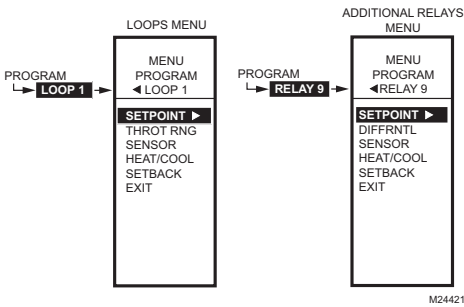 LOOPS MENU
PROGRAM
LOOP 1
MENU
PROGRAM
◄ LOOP 1
SETPOINT ►
THROT RNG
SENSOR
HEAT/COOL
SETBACK
EXIT
ADDITIONAL RELAYS
MENU
PROGRAM
RELAY 9
MENU
PROGRAM
◄RELAY 9
SETPOINT ►
DIFFRNTL
SENSOR
HEAT/COOL
SETBACK
EXIT
M24421